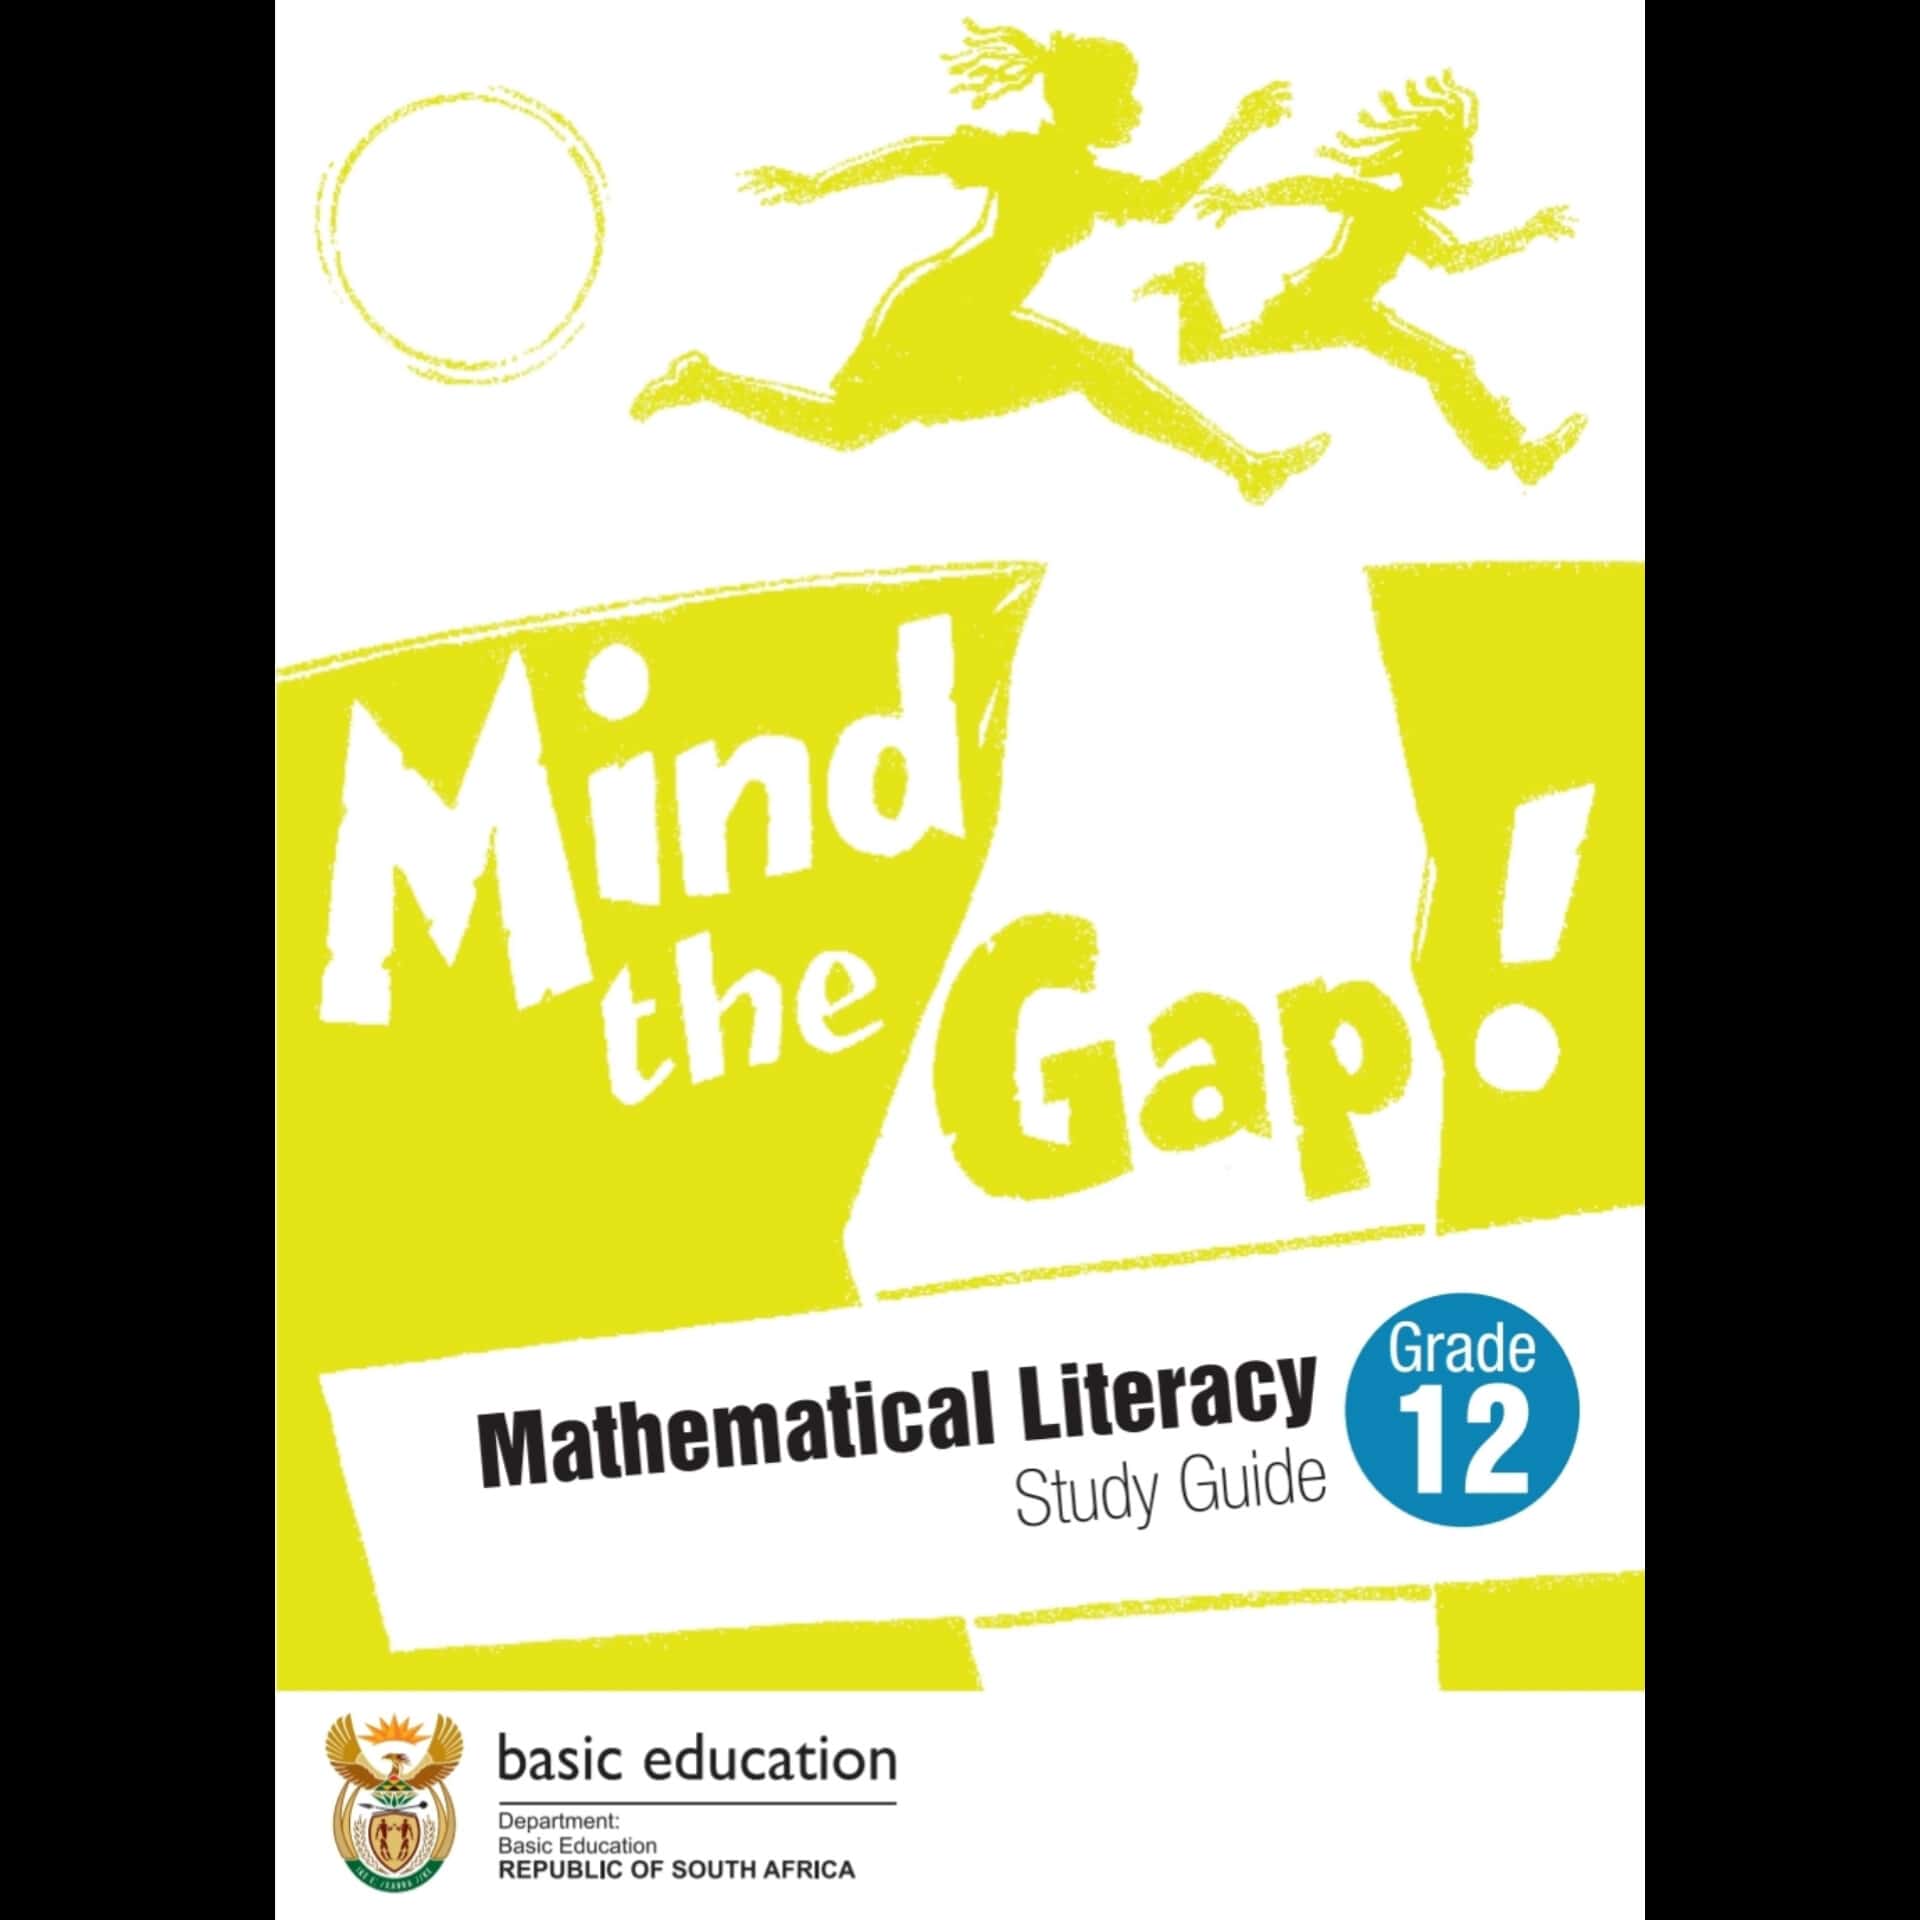 Mind
the Gap!
Mathematical Literacy
Study Guide
Grade
12
basic education
Department:
Basic Education
REPUBLIC OF SOUTH AFRICA